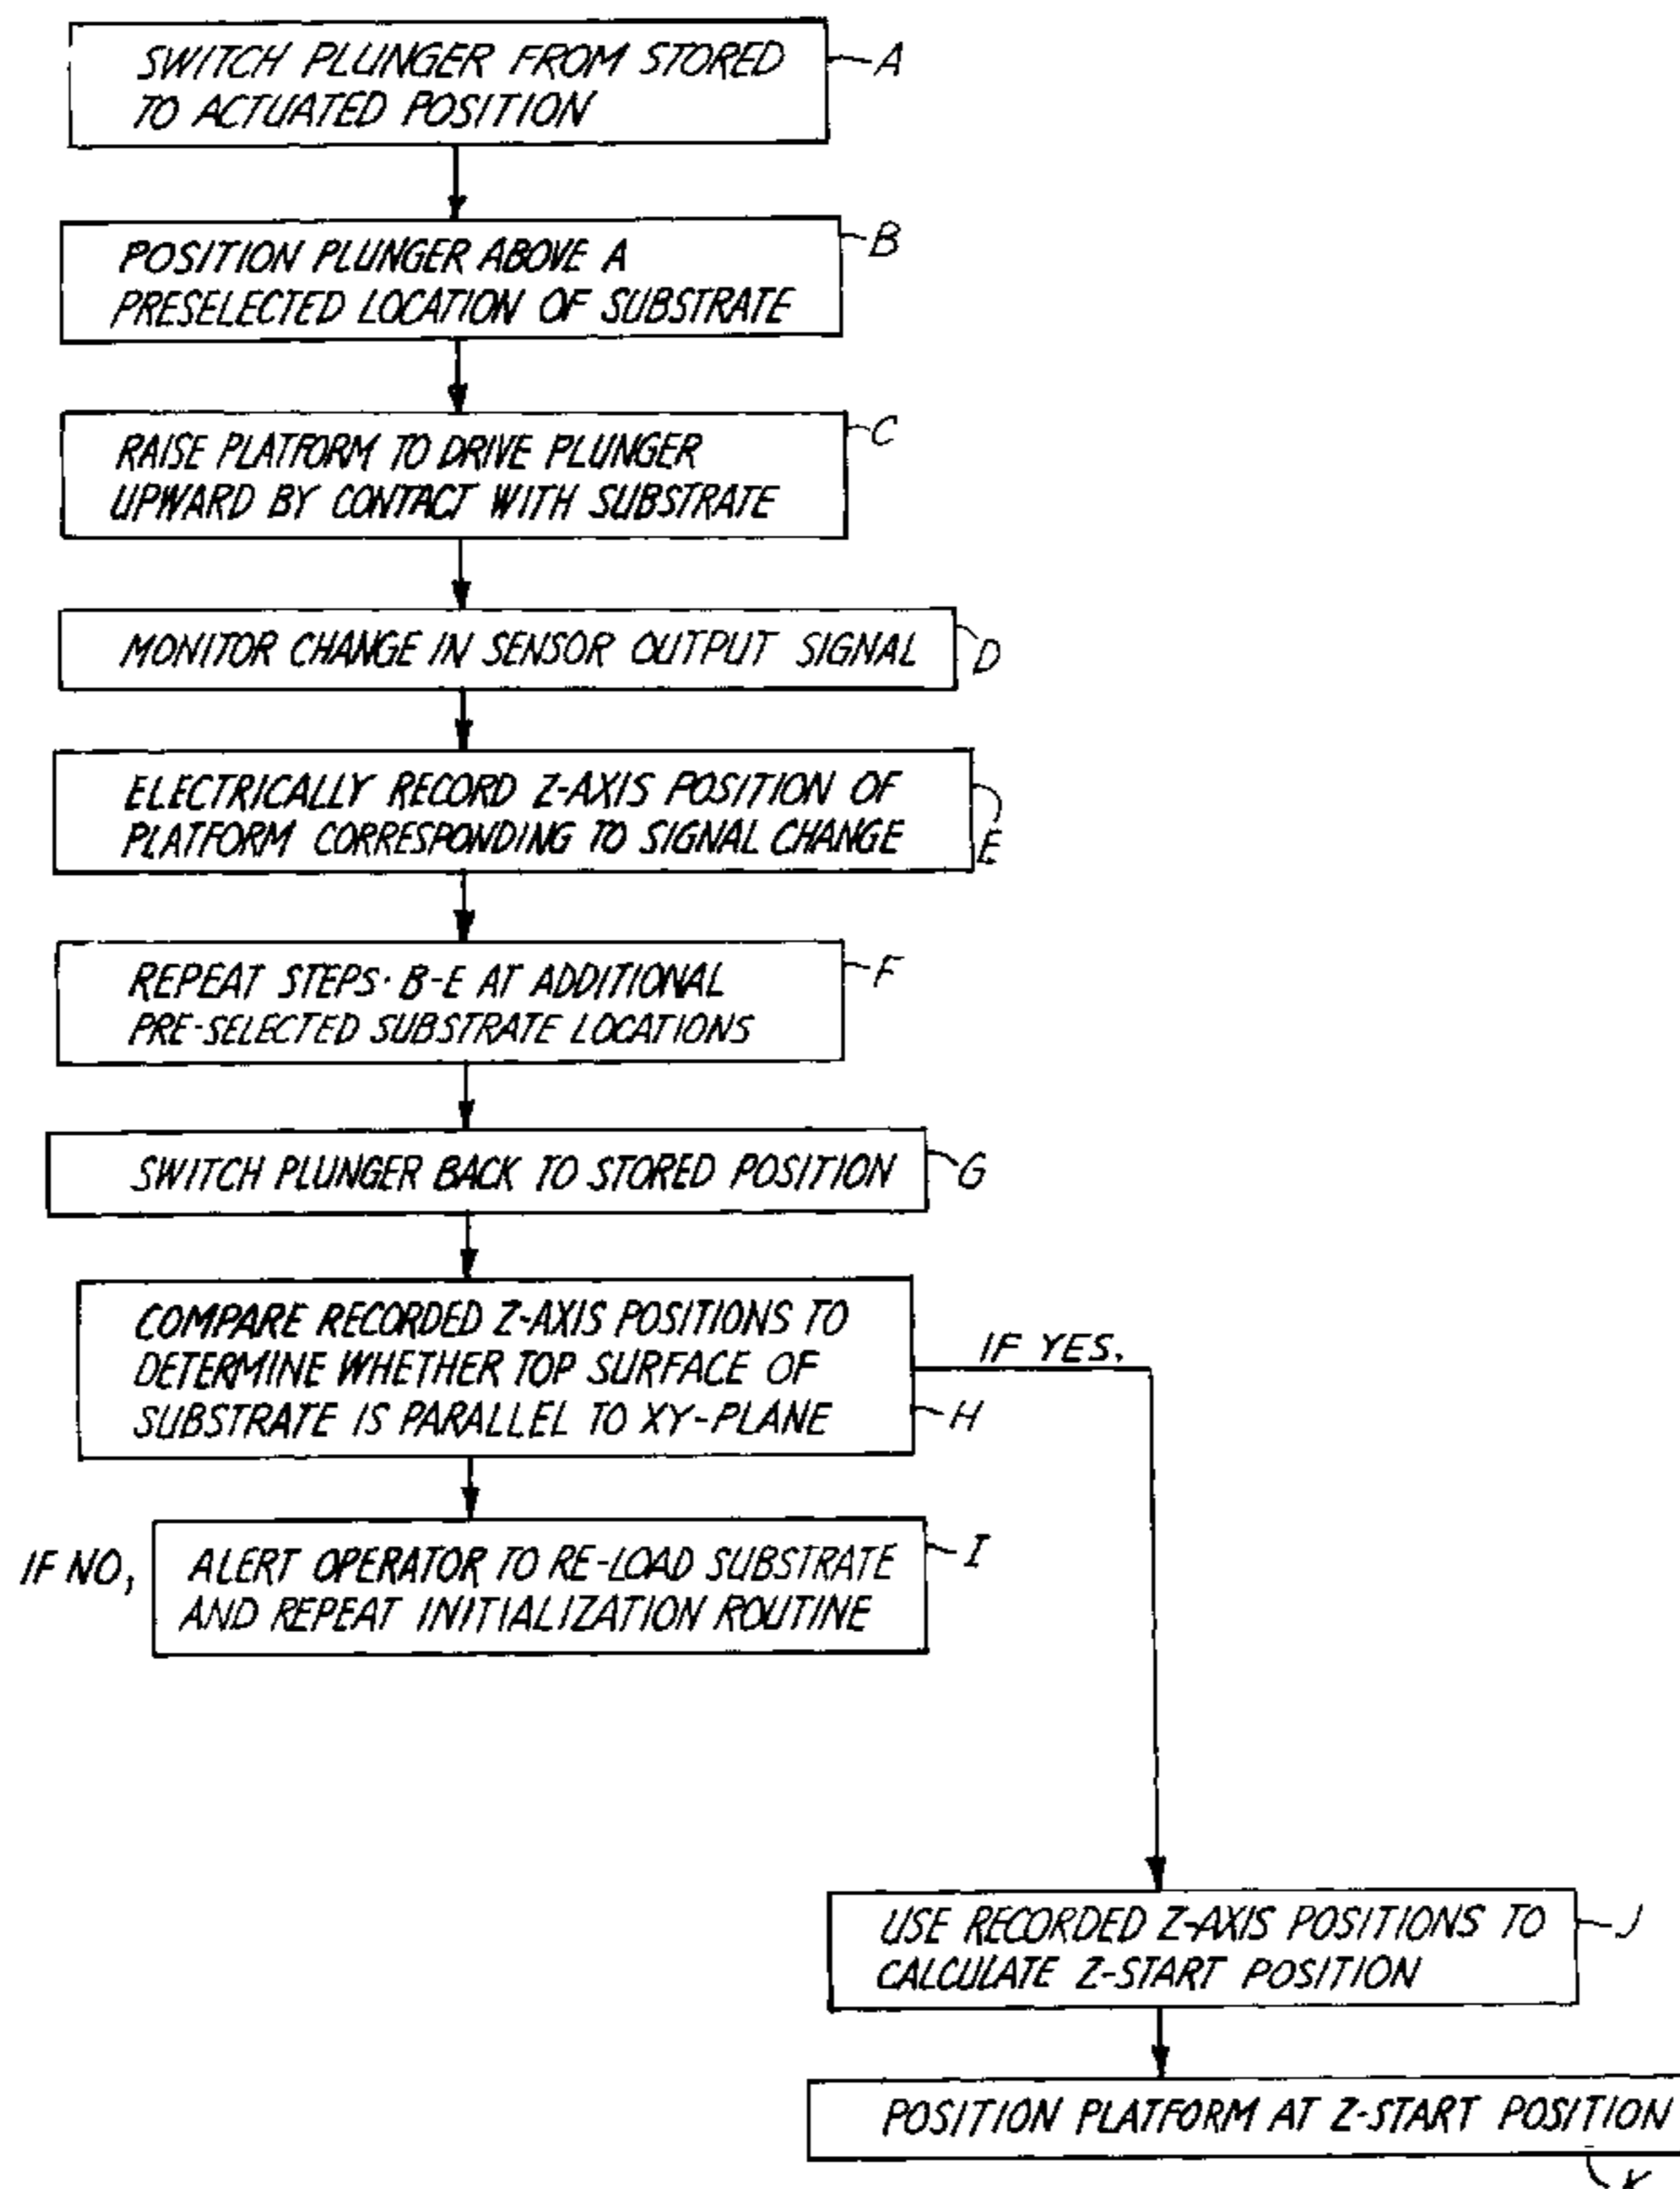 SWITCH PLUNGER FROM STORED
TO ACTUATED POSITION
A
POSITION PLUNGER ABOVE A
PRESELECTED LOCATION OF SUBSTRATE
B
RAISE PLATFORM TO DRIVE PLUNGER
UPWARD BY CONTACT WITH SUBSTRATE
C
MONITOR CHANGE IN SENSOR OUTPUT SIGNAL
D
ELECTRICALLY RECORD Z-AXIS POSITION OF
PLATFORM CORRESPONDING TO SIGNAL CHANGE
E
REPEAT STEPS· B-E AT ADDITIONAL
PRE-SELECTED SUBSTRATE LOCATIONS
F
SWITCH PLUNGER BACK TO STORED POSITION
G
COMPARE RECORDED Z-AXIS POSITIONS TO
DETERMINE WHETHER TOP SURFACE OF
SUBSTRATE IS PARALLEL TO XY-PLANE
H
IF YES,
IF NO,
ALERT OPERATOR TO RE-LOAD SUBSTRATE
AND REPEAT INITIALIZATION ROUTINE
I
USE RECORDED Z-AXIS POSITIONS TO
CALCULATE Z-START POSITION
J
POSITION PLATFORM AT Z-START POSITION
K